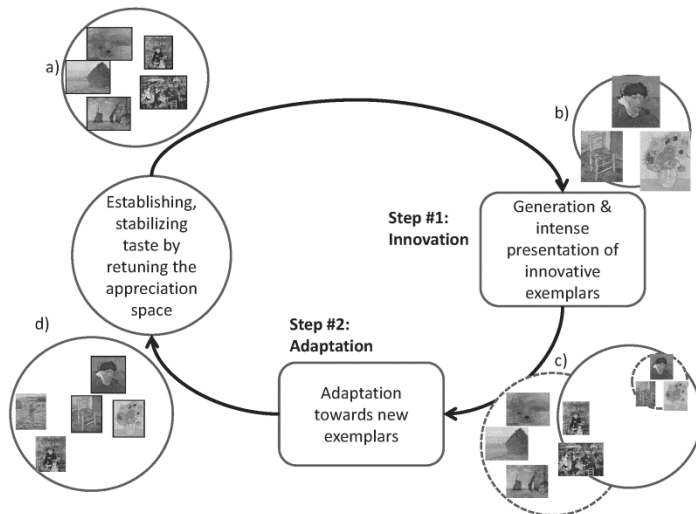 a)
b)
Establishing,
stabilizing
taste by
retuning the
appreciation
space
Step #1:
Innovation
Generation &
intense
presentation of
innovative
exemplars
d)
Step #2:
Adaptation
c)
Adaptation
towards new
exemplars